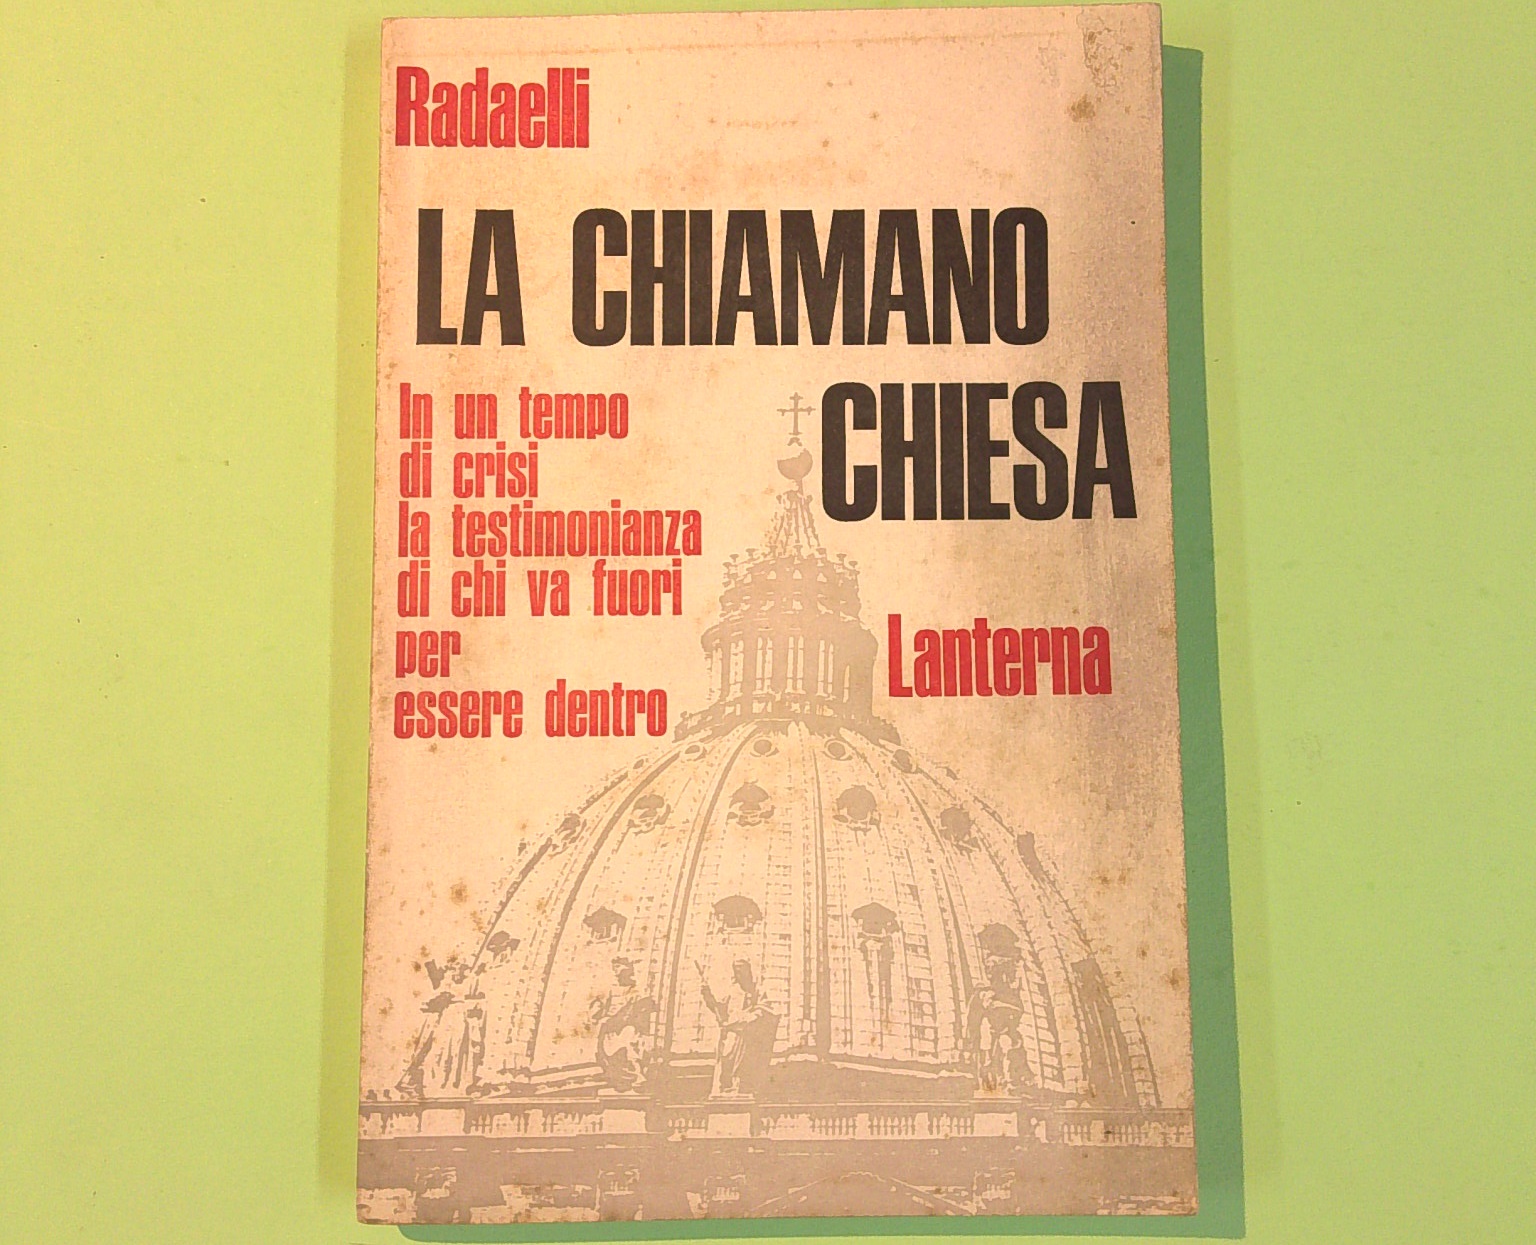 Radaelli
LA CHIAMANO
CHIESA
In un tempo
di crisi
la testimonianza
di chi va fuori
per
essere dentro
Lanterna